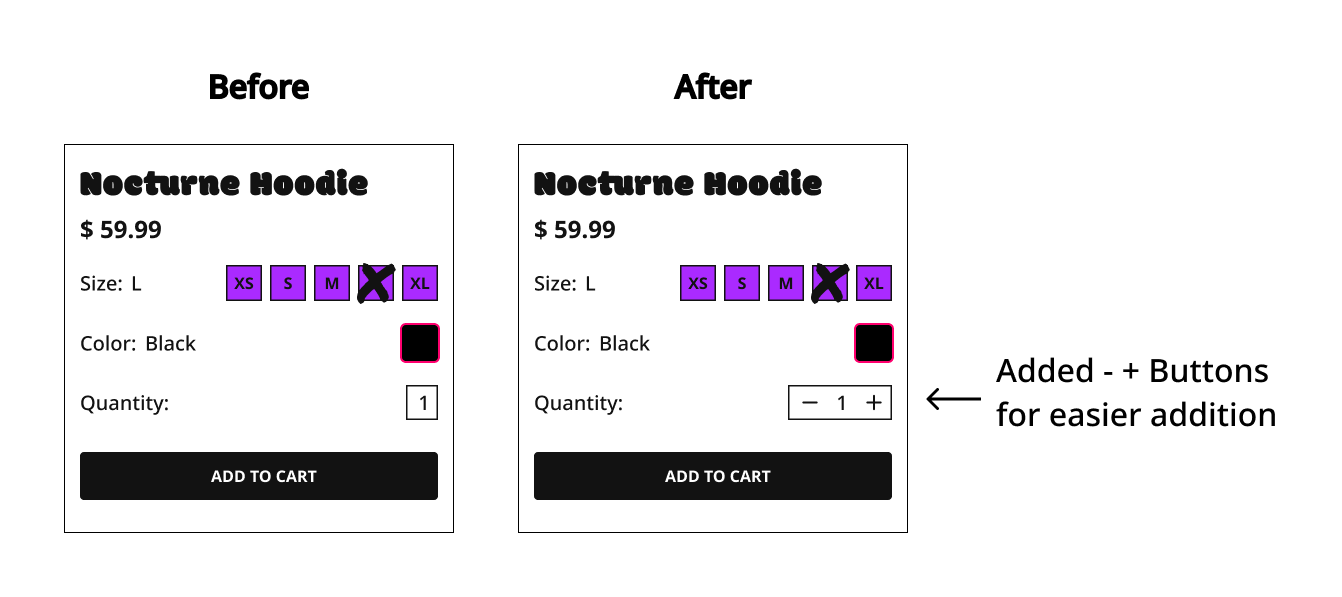 Before
Nocturne Hoodie
$ 59.99
Size: L XS S M XL
Color: Black
Quantity: 1
ADD TO CART
After
Nocturne Hoodie
$ 59.99
Size: L XS S M XL
Color: Black
Quantity: − 1 +
ADD TO CART
Added - + Buttons
for easier addition